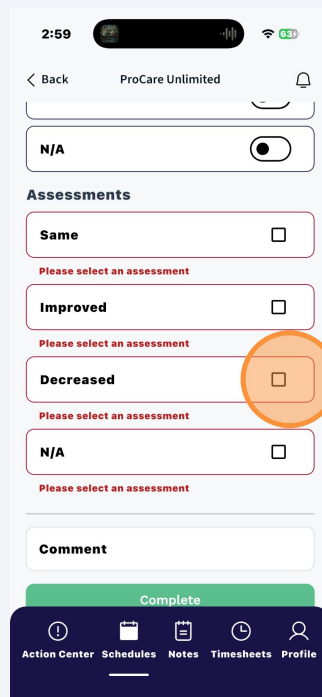 2:59
63
Back
ProCare Unlimited
N/A
Assessments
Same
Please select an assessment
Improved
Please select an assessment
Decreased
Please select an assessment
N/A
Please select an assessment
Comment
Complete
Action Center
Schedules
Notes
Timesheets
Profile